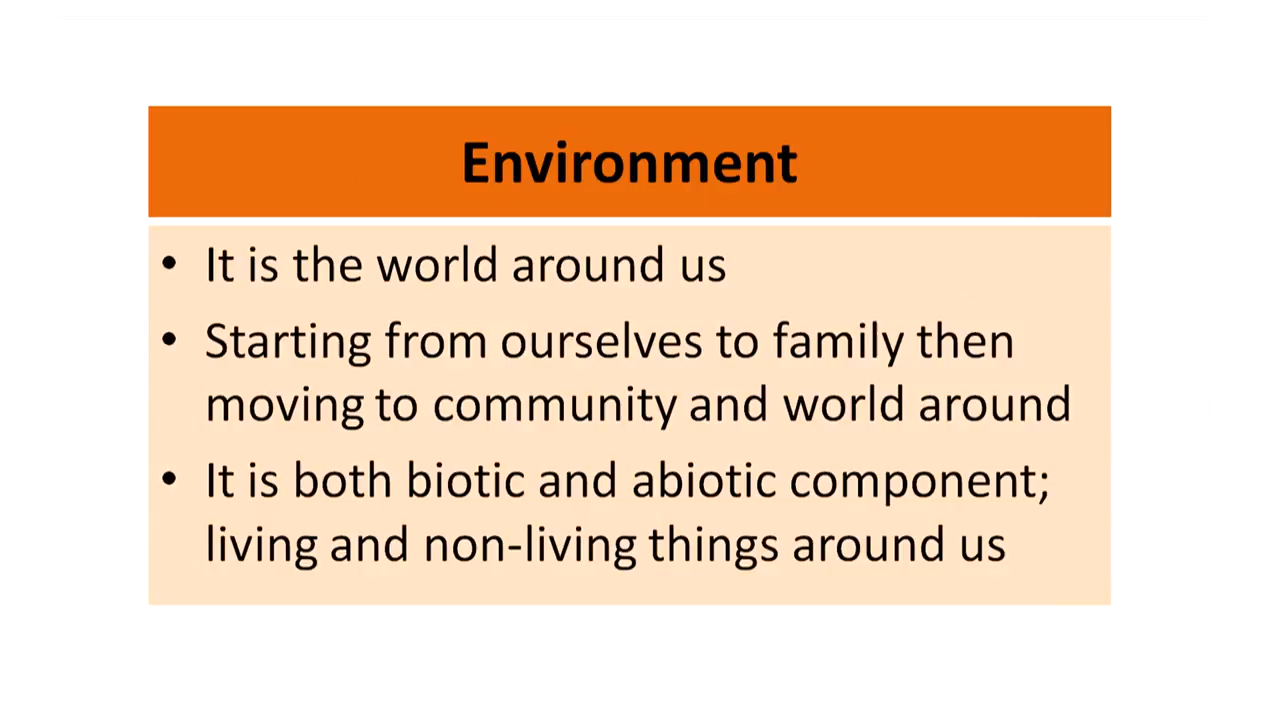 Environment
• It is the world around us
• Starting from ourselves to family then
moving to community and world around
• It is both biotic and abiotic component;
living and non-living things around us